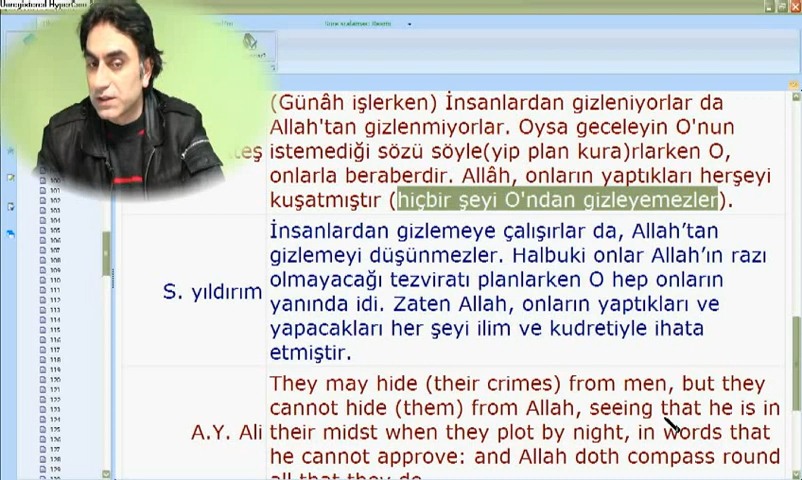 (Günâh işlerken) İnsanlardan gizleniyorlar da
Allah'tan gizlenmiyorlar. Oysa geceleyin O'nun
istemediği sözü söyle(yip plan kura)rlarken O,
onlarla beraberdir. Allâh, onların yaptıkları herşeyi
kuşatmıştır (hiçbir şeyi O'ndan gizleyemezler).
S. yıldırım
İnsanlardan gizlemeye çalışırlar da, Allah’tan
gizlemeyi düşünmezler. Halbuki onlar Allah’ın razı
olmayacağı tezviratı planlarken O hep onların
yanında idi. Zaten Allah, onların yaptıkları ve
yapacakları her şeyi ilim ve kudretiyle ihata
etmiştir.
A.Y. Ali
They may hide (their crimes) from men, but they
cannot hide (them) from Allah, seeing that he is in
their midst when they plot by night, in words that
he cannot approve: and Allah doth compass round
all that they do.